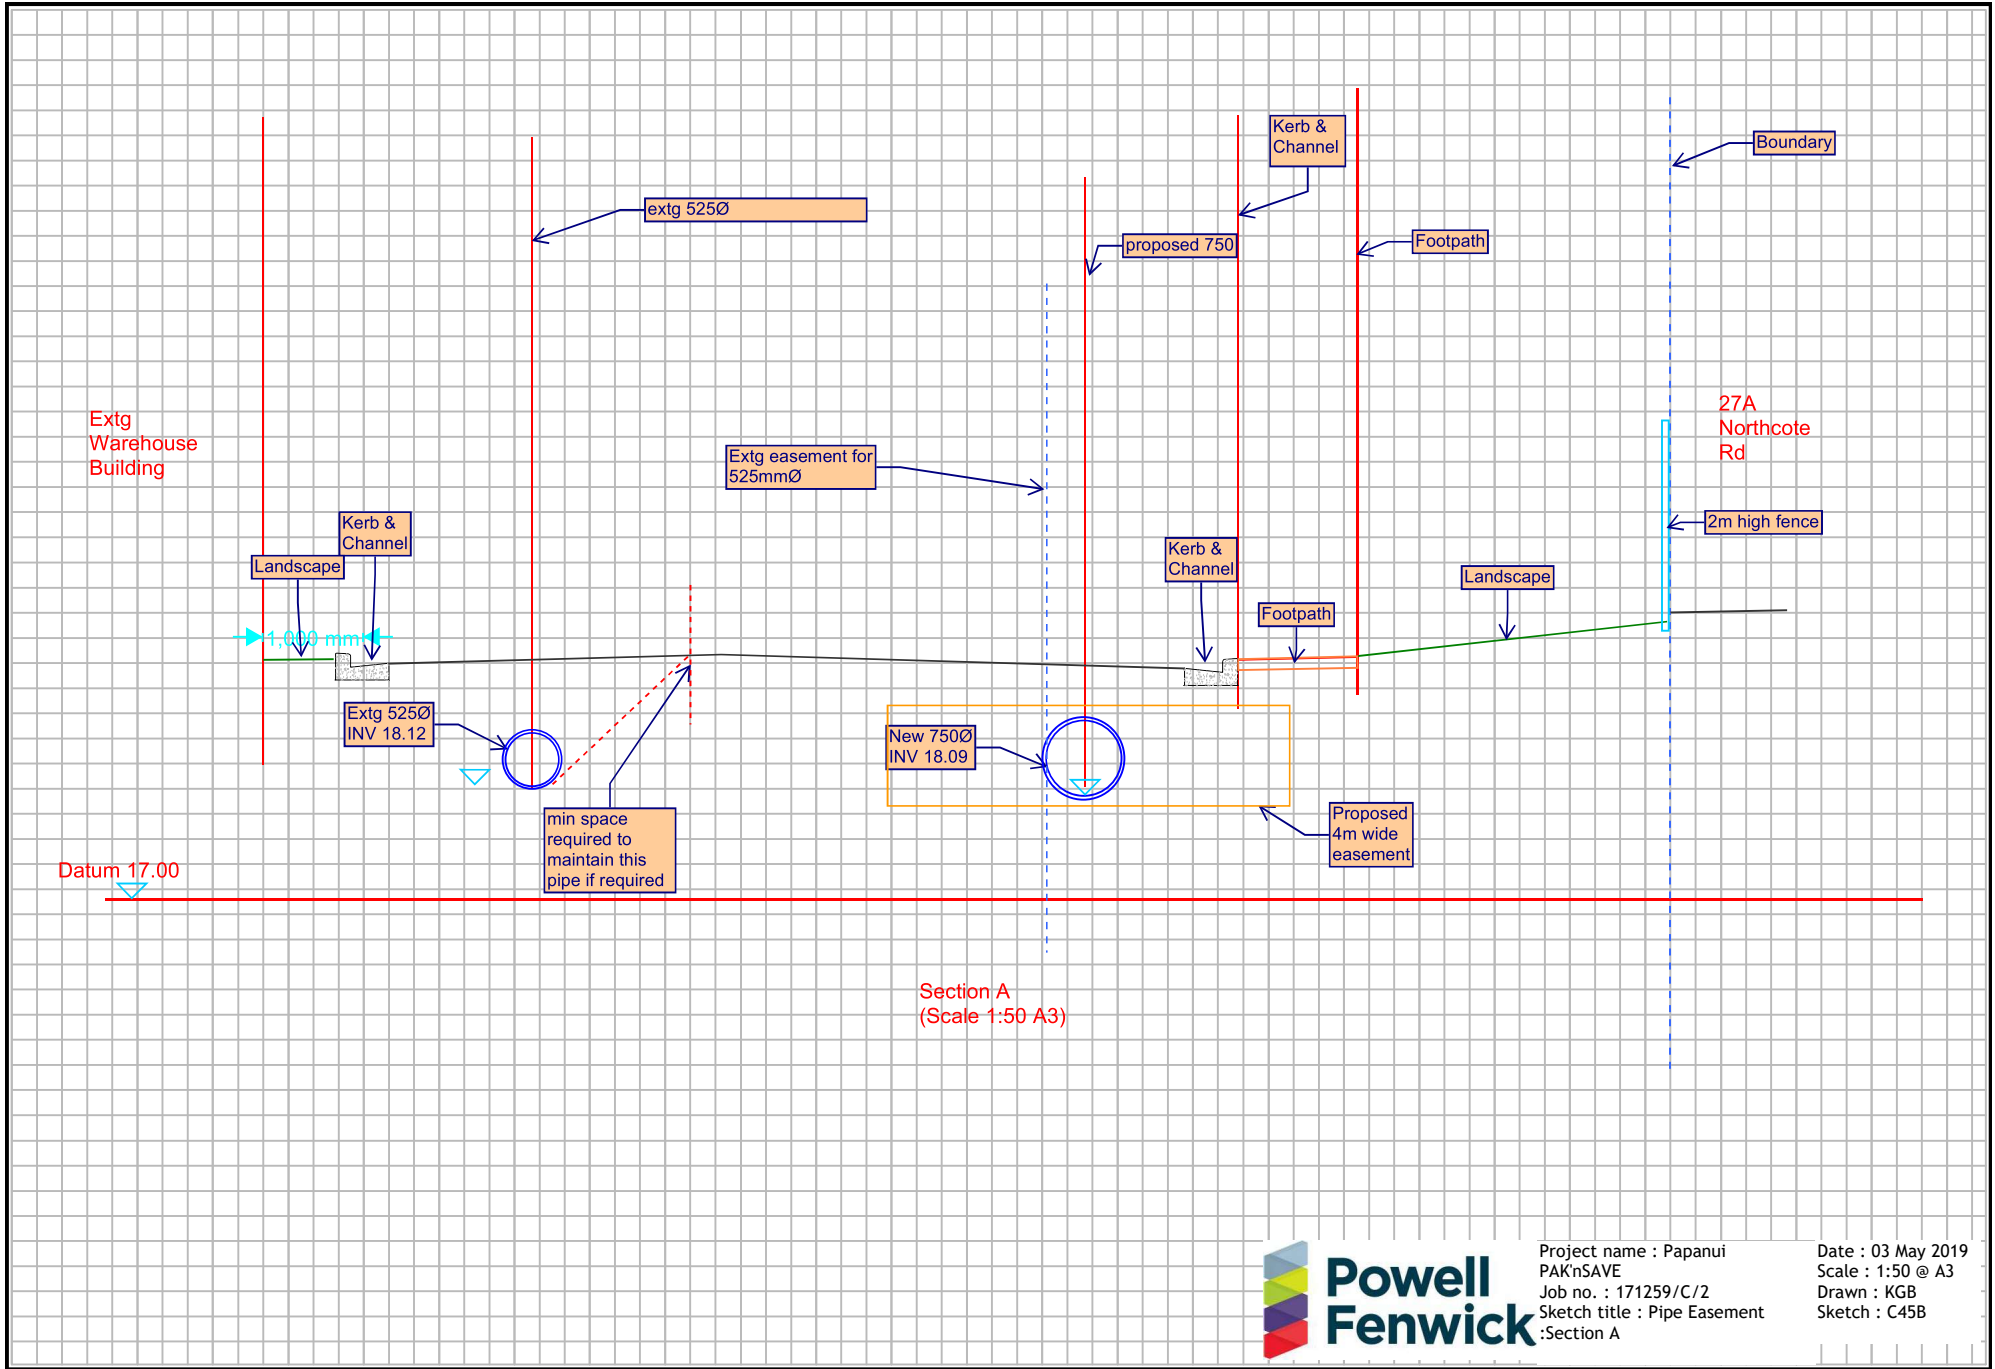 Kerb &
Channel
Boundary
extg 525Ø
proposed 750
Footpath
Extg
Warehouse
Building
27A
Northcote
Rd
Extg easement for
525mmØ
Kerb &
Channel
Landscape
2m high fence
Kerb &
Channel
Landscape
Footpath
1,000 mm
Extg 525Ø
INV 18.12
New 750Ø
INV 18.09
min space
required to
maintain this
pipe if required
Proposed
4m wide
easement
Datum 17.00
Section A
(Scale 1:50 A3)
Powell
Fenwick
Project name : Papanui
PAK'nSAVE
Job no. : 171259/C/2
Sketch title : Pipe Easement
:Section A
Date : 03 May 2019
Scale : 1:50 @ A3
Drawn : KGB
Sketch : C45B